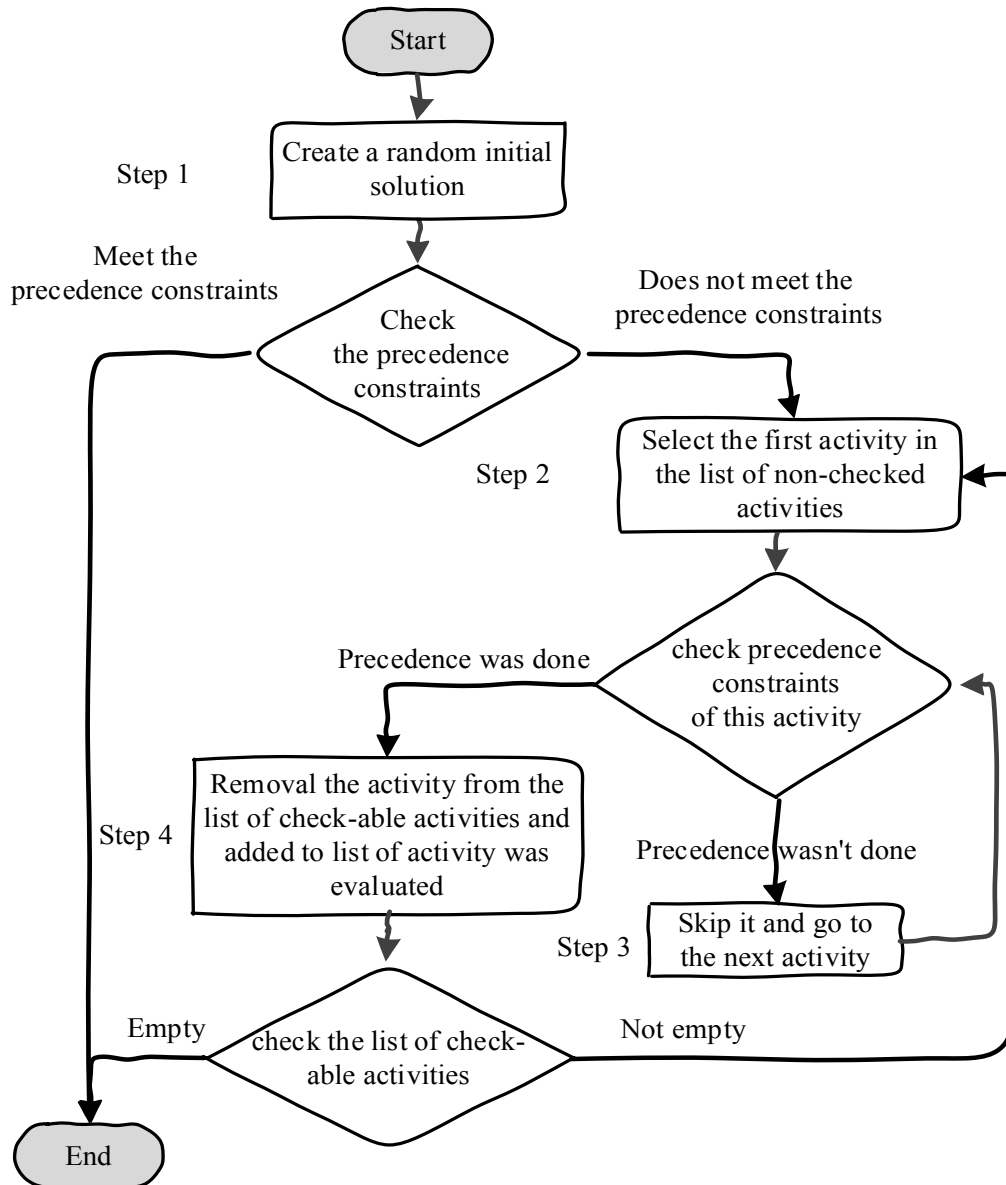 Start
Step 1
Create a random initial
solution
Meet the
precedence constraints
Does not meet the
precedence constraints
Check
the precedence
constraints
Step 2
Select the first activity in
the list of non-checked
activities
Precedence was done
check precedence
constraints
of this activity
Step 4
Removal the activity from the
list of check-able activities and
added to list of activity was
evaluated
Precedence wasn't done
Step 3
Skip it and go to
the next activity
Empty
check the list of check-
able activities
Not empty
End